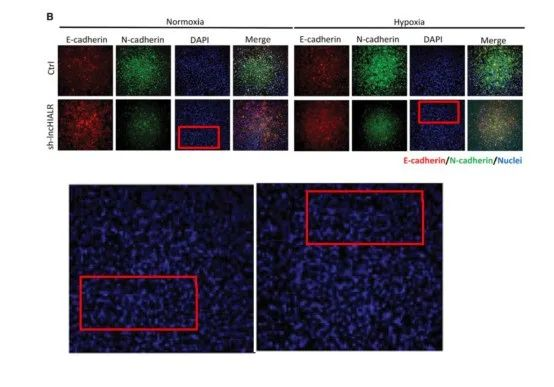 B
Normoxia
Hypoxia
E-cadherin N-cadherin DAPI Merge E-cadherin N-cadherin DAPI Merge
Ctrl
sh-lncHIALR
E-cadherin/N-cadherin/Nuclei